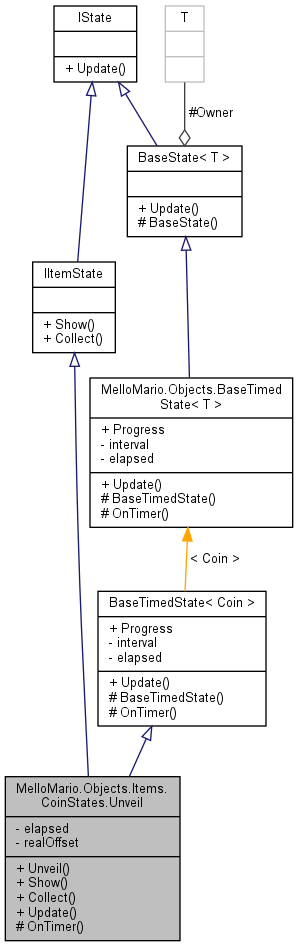 IState
+ Update()
T
#Owner
BaseState< T >
+ Update()
# BaseState()
IItemState
+ Show()
+ Collect()
MelloMario.Objects.BaseTimed
State< T >
+ Progress
- interval
- elapsed
+ Update()
# BaseTimedState()
# OnTimer()
< Coin >
BaseTimedState< Coin >
+ Progress
- interval
- elapsed
+ Update()
# BaseTimedState()
# OnTimer()
MelloMario.Objects.Items.
CoinStates.Unveil
- elapsed
- realOffset
+ Unveil()
+ Show()
+ Collect()
+ Update()
# OnTimer()